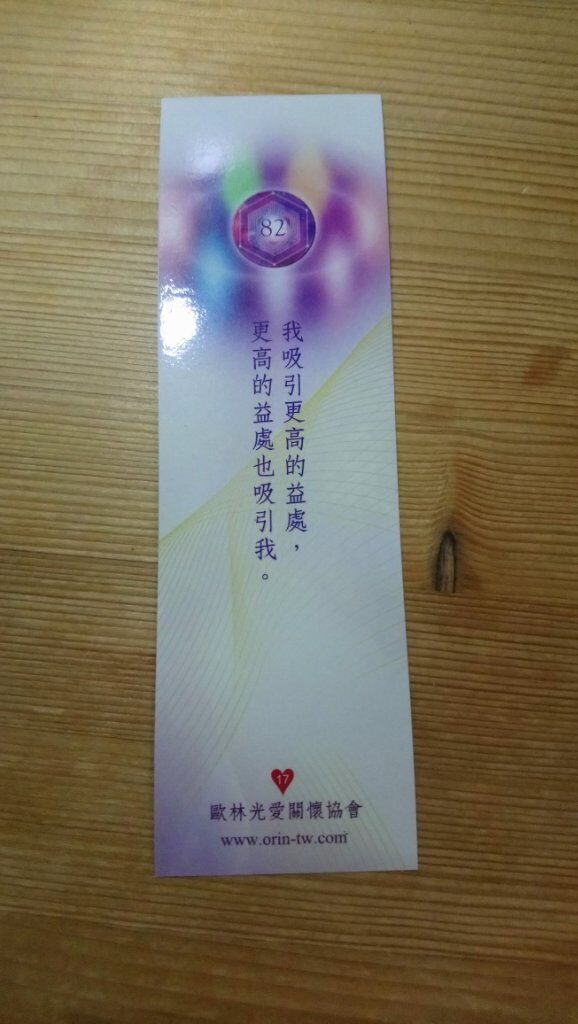 82
我吸引更高的益處，
更高的益處也吸引我。
17
歐林光愛關懷協會
www.orin-tw.com